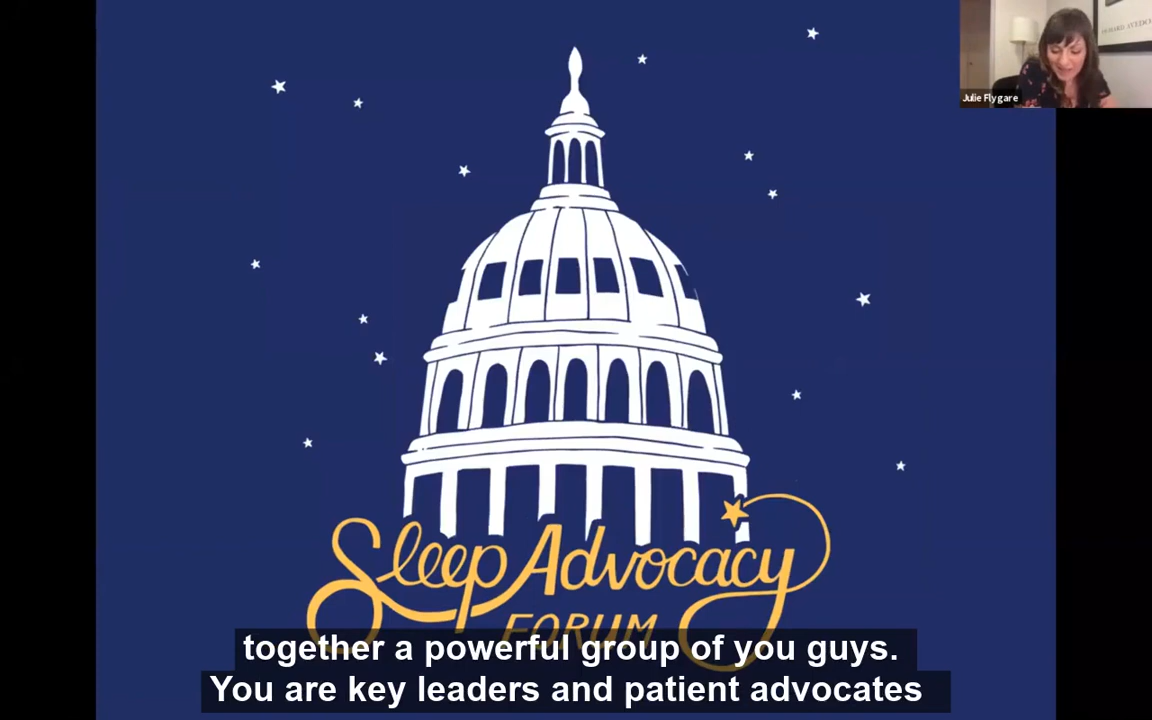 Julie Flygare
Sleep Advocacy
FORUM
together a powerful group of you guys.
You are key leaders and patient advocates